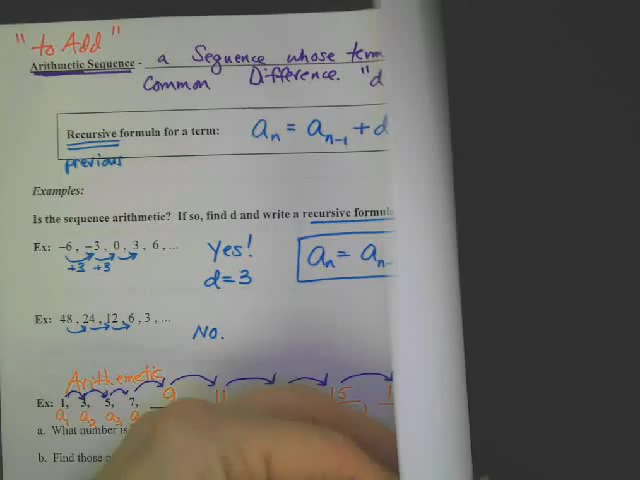 "to Add"
Arithmetic Sequence - a Sequence whose term
Common Difference. "d
Recursive formula for a term: aₙ = aₙ₋₁ + d
previous
Examples:
Is the sequence arithmetic? If so, find d and write a recursive formula
Ex: -6, -3, 0, 3, 6, ... Yes! aₙ = aₙ₋
+3 +3 d=3
Ex: 48, 24, 12, 6, 3, ... No.
Arithmetic
Ex: 1, 3, 5, 7, 9 11 15
a₁ a₂ a₃
a. What number is
b. Find those